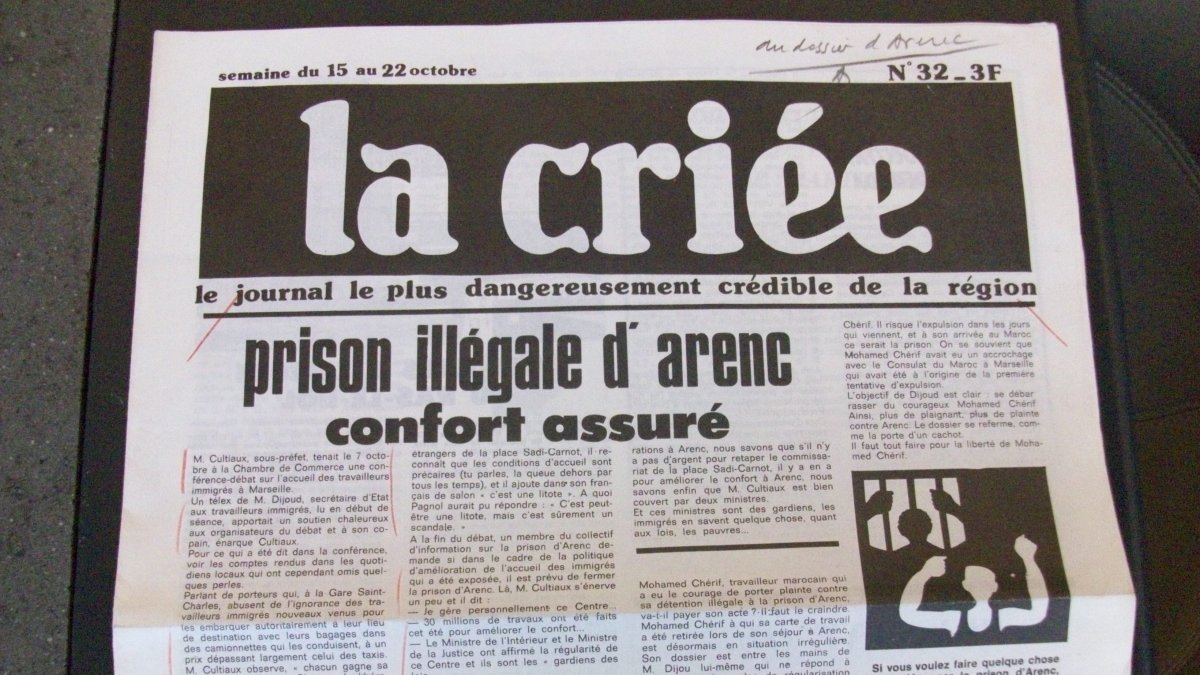 au dossier d'Arenc
semaine du 15 au 22 octobre
N° 32_3F
la criée
le journal le plus dangereusement crédible de la région
prison illégale d' arenc
confort assuré
M. Cultiaux, sous-préfet, tenait le 7 octo-
bre à la Chambre de Commerce une con-
férence-débat sur l'accueil des travailleurs
immigrés à Marseille.
Un télex de M. Dijoud, secrétaire d'Etat
aux travailleurs immigrés, lu en début de
séance, apportait un soutien chaleureux
aux organisateurs du débat et à son co-
pain, énarque Cultiaux.
Pour ce qui a été dit dans la conférence,
voir les comptes rendus dans les quoti-
diens locaux qui ont cependant omis quel-
ques perles.
Parlant de porteurs qui, à la Gare Saint-
Charles, abusent de l'ignorance des tra-
vailleurs immigrés nouveaux venus pour
les embarquer autoritairement à leur lieu
de destination avec leurs bagages dans
des camionnettes qui les conduisent, à un
prix dépassant largement celui des taxis.
M. Cultiaux observe, « chacun gagne sa
étrangers de la place Sadi-Carnot, il re-
connaît que les conditions d'accueil sont
précaires (tu parles, la queue dehors par
tous les temps), et il ajoute dans son fran-
çais de salon « c'est une litote ». A quoi
Pagnol aurait pu répondre : « C'est peut-
être une litote, mais c'est sûrement un
scandale. »
A la fin du débat, un membre du collectif
d'information sur la prison d'Arenc de-
mande si dans le cadre de la politique
d'amélioration de l'accueil des immigrés
qui a été exposée, il est prévu de fermer
la prison d'Arenc. Là, M. Cultiaux s'énerve
un peu et il dit :
— Je gère personnellement ce Centre...
— 30 millions de travaux ont été faits
cet été pour améliorer le confort...
— Le Ministre de l'Intérieur et le Ministre
de la Justice ont affirmé la régularité de
ce Centre et ils sont les « gardiens des
rations à Arenc, nous savons que s'il n'y
a pas d'argent pour retaper le commissa-
riat de la place Sadi-Carnot, il y a en a
pour améliorer le confort à Arenc, nous
savons enfin que M. Cultiaux est bien
couvert par deux ministres.
Et ces ministres sont des gardiens, les
immigrés en savent quelque chose, quant
aux lois, les pauvres...
Mohamed Chérif, travailleur marocain qui
a eu le courage de porter plainte contre
sa détention illégale à la prison d'Arenc,
va-t-il payer son acte ? il faut le craindre.
Mohamed Chérif à qui sa carte de travail
a été retirée lors de son séjour à Arenc,
est désormais en situation irrégulière.
Son dossier est entre les mains de
M. Dijou lui-même qui ne répond à
Chérif. Il risque l'expulsion dans les jours
qui viennent, et à son arrivée au Maroc
ce serait la prison. On se souvient que
Mohamed Chérif avait eu un accrochage
avec le Consulat du Maroc à Marseille
qui avait été à l'origine de la première
tentative d'expulsion.
L'objectif de Dijoud est clair : se débar
rasser du courageux Mohamed Chérif.
Ainsi, plus de plaignant, plus de plainte
contre Arenc. Le dossier se referme, com-
me la porte d'un cachot.
Il faut tout faire pour la liberté de Moha-
med Chérif.
Si vous voulez faire quelque chose
la prison d'Arenc,